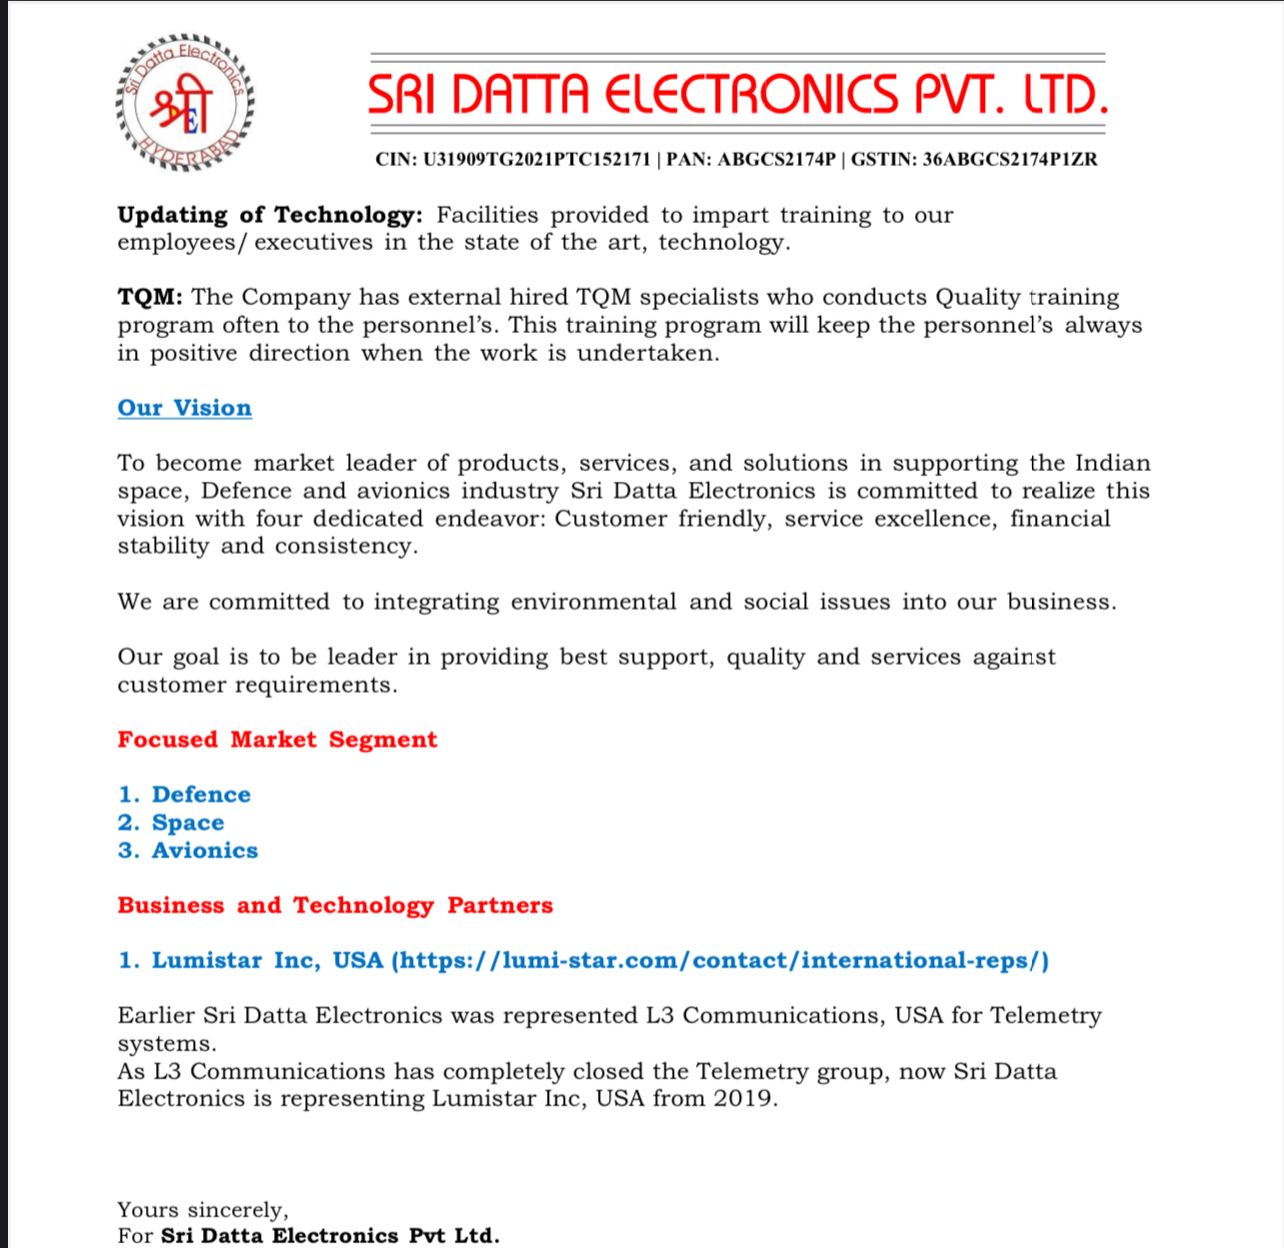 Sri Datta Electronics
श्री
DE
HYDERABAD
SRI DATTA ELECTRONICS PVT. LTD.
CIN: U31909TG2021PTC152171 | PAN: ABGCS2174P | GSTIN: 36ABGCS2174P1ZR
Updating of Technology: Facilities provided to impart training to our
employees/ executives in the state of the art, technology.
TQM: The Company has external hired TQM specialists who conducts Quality training
program often to the personnel's. This training program will keep the personnel's always
in positive direction when the work is undertaken.
Our Vision
To become market leader of products, services, and solutions in supporting the Indian
space, Defence and avionics industry Sri Datta Electronics is committed to realize this
vision with four dedicated endeavor: Customer friendly, service excellence, financial
stability and consistency.
We are committed to integrating environmental and social issues into our business.
Our goal is to be leader in providing best support, quality and services against
customer requirements.
Focused Market Segment
1. Defence
2. Space
3. Avionics
Business and Technology Partners
1. Lumistar Inc, USA (https://lumi-star.com/contact/international-reps/)
Earlier Sri Datta Electronics was represented L3 Communications, USA for Telemetry
systems.
As L3 Communications has completely closed the Telemetry group, now Sri Datta
Electronics is representing Lumistar Inc, USA from 2019.
Yours sincerely,
For Sri Datta Electronics Pvt Ltd.